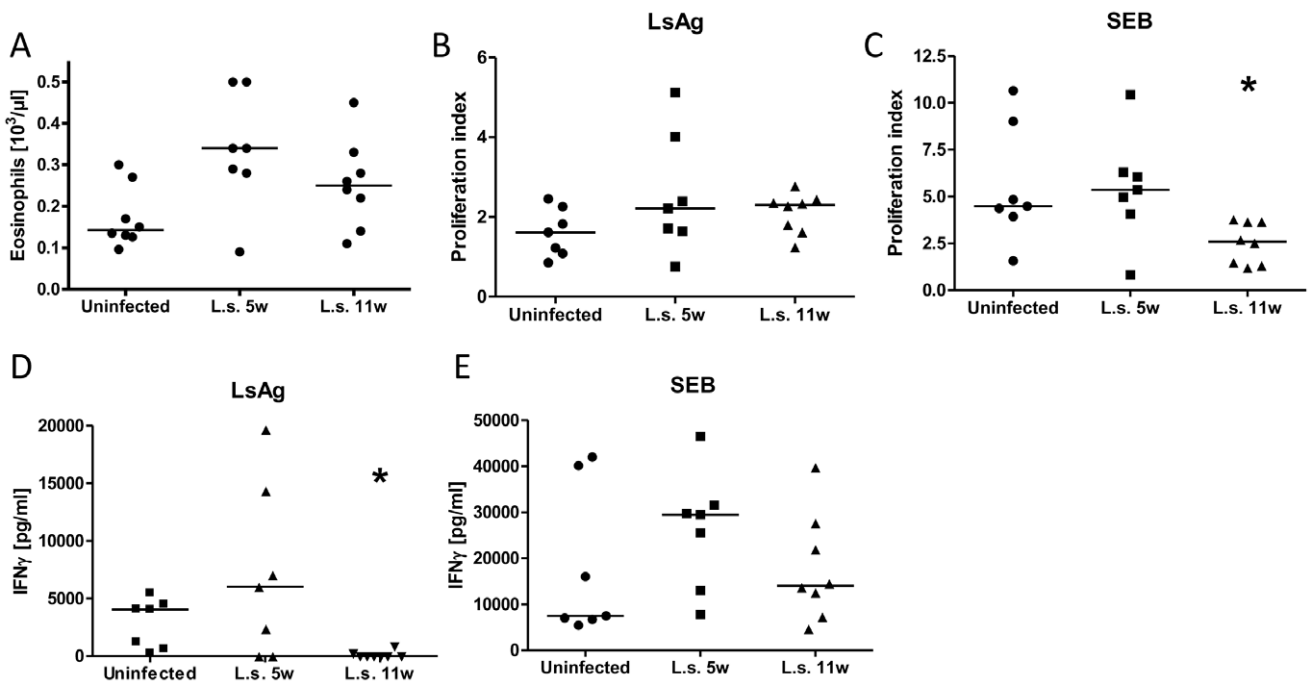 A
Eosinophils [10³/µl]
0.5
0.4
0.3
0.2
0.1
0.0
Uninfected L.s. 5w L.s. 11w
B
LsAg
Proliferation index
6
4
2
0
Uninfected L.s. 5w L.s. 11w
C
SEB
Proliferation index
12.5
10.0
7.5
5.0
2.5
0.0
*
Uninfected L.s. 5w L.s. 11w
D
LsAg
IFNγ [pg/ml]
20000
15000
10000
5000
0
*
Uninfected L.s. 5w L.s. 11w
E
SEB
IFNγ [pg/ml]
50000
40000
30000
20000
10000
0
Uninfected L.s. 5w L.s. 11w